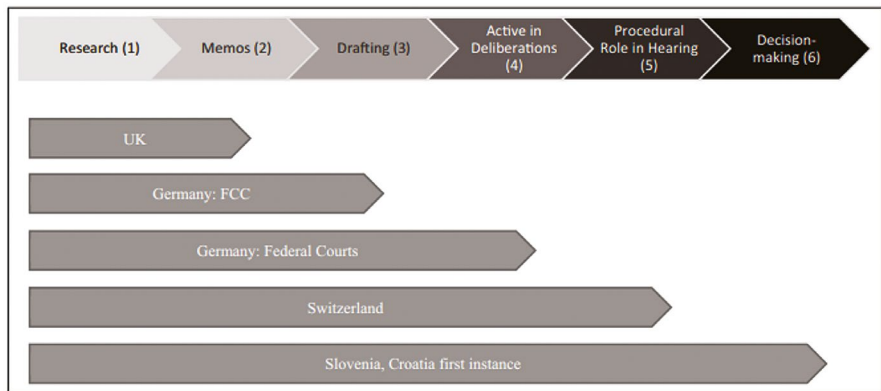 Research (1)
Memos (2)
Drafting (3)
Active in
Deliberations
(4)
Procedural
Role in Hearing
(5)
Decision-
making (6)
UK
Germany: FCC
Germany: Federal Courts
Switzerland
Slovenia, Croatia first instance